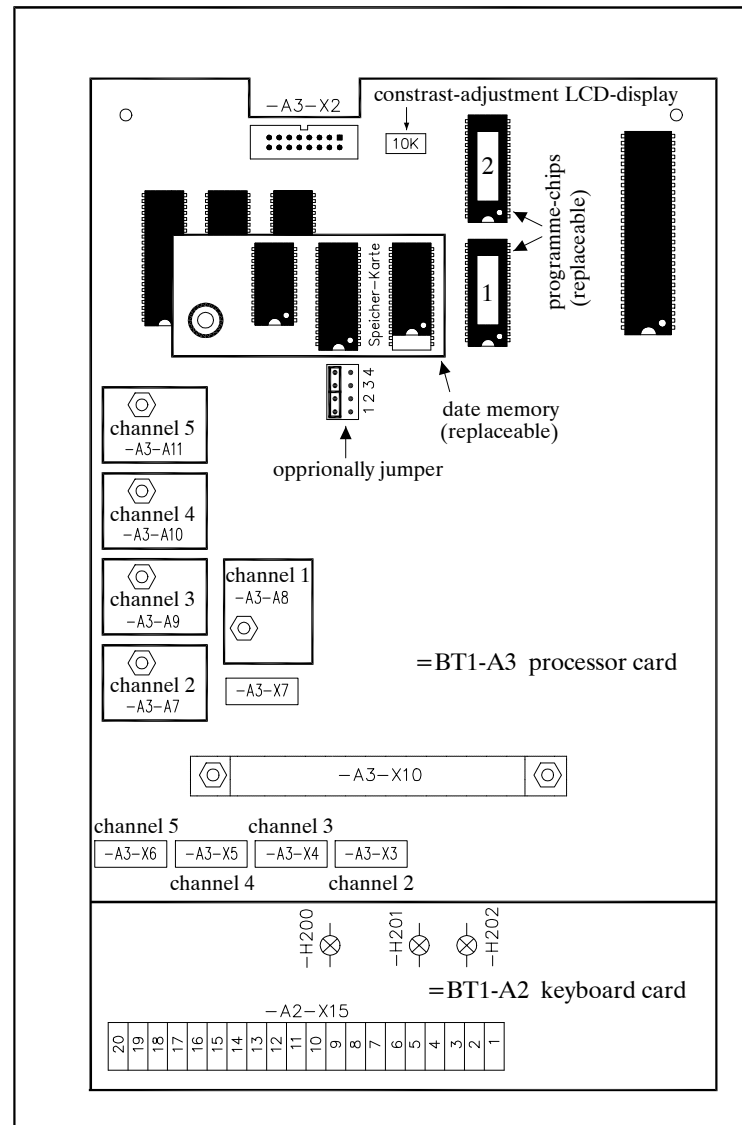 constrast-adjustment LCD-display
-A3-X2
10K
2
programme-chips
(replaceable)
1
Speicher-Karte
1 2 3 4
date memory
(replaceable)
opprionally jumper
channel 5
-A3-A11
channel 4
-A3-A10
channel 3
-A3-A9
channel 1
-A3-A8
channel 2
-A3-A7
-A3-X7
=BT1-A3 processor card
-A3-X10
channel 5
channel 3
-A3-X6
-A3-X5
-A3-X4
-A3-X3
channel 4
channel 2
-H200
-H201
-H202
=BT1-A2 keyboard card
-A2-X15
20 19 18 17 16 15 14 13 12 11 10 9 8 7 6 5 4 3 2 1